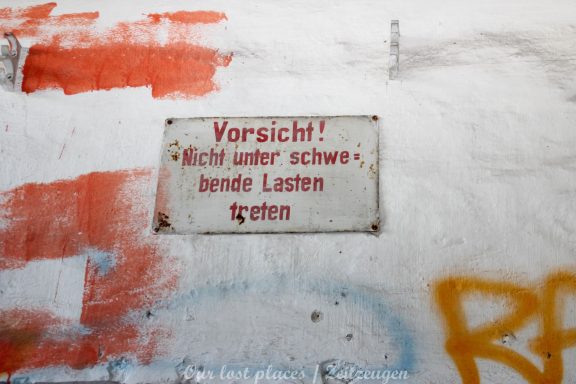 Vorsicht!
Nicht unter schwe=
bende Lasten
treten
Our lost places | Zeitzeugen